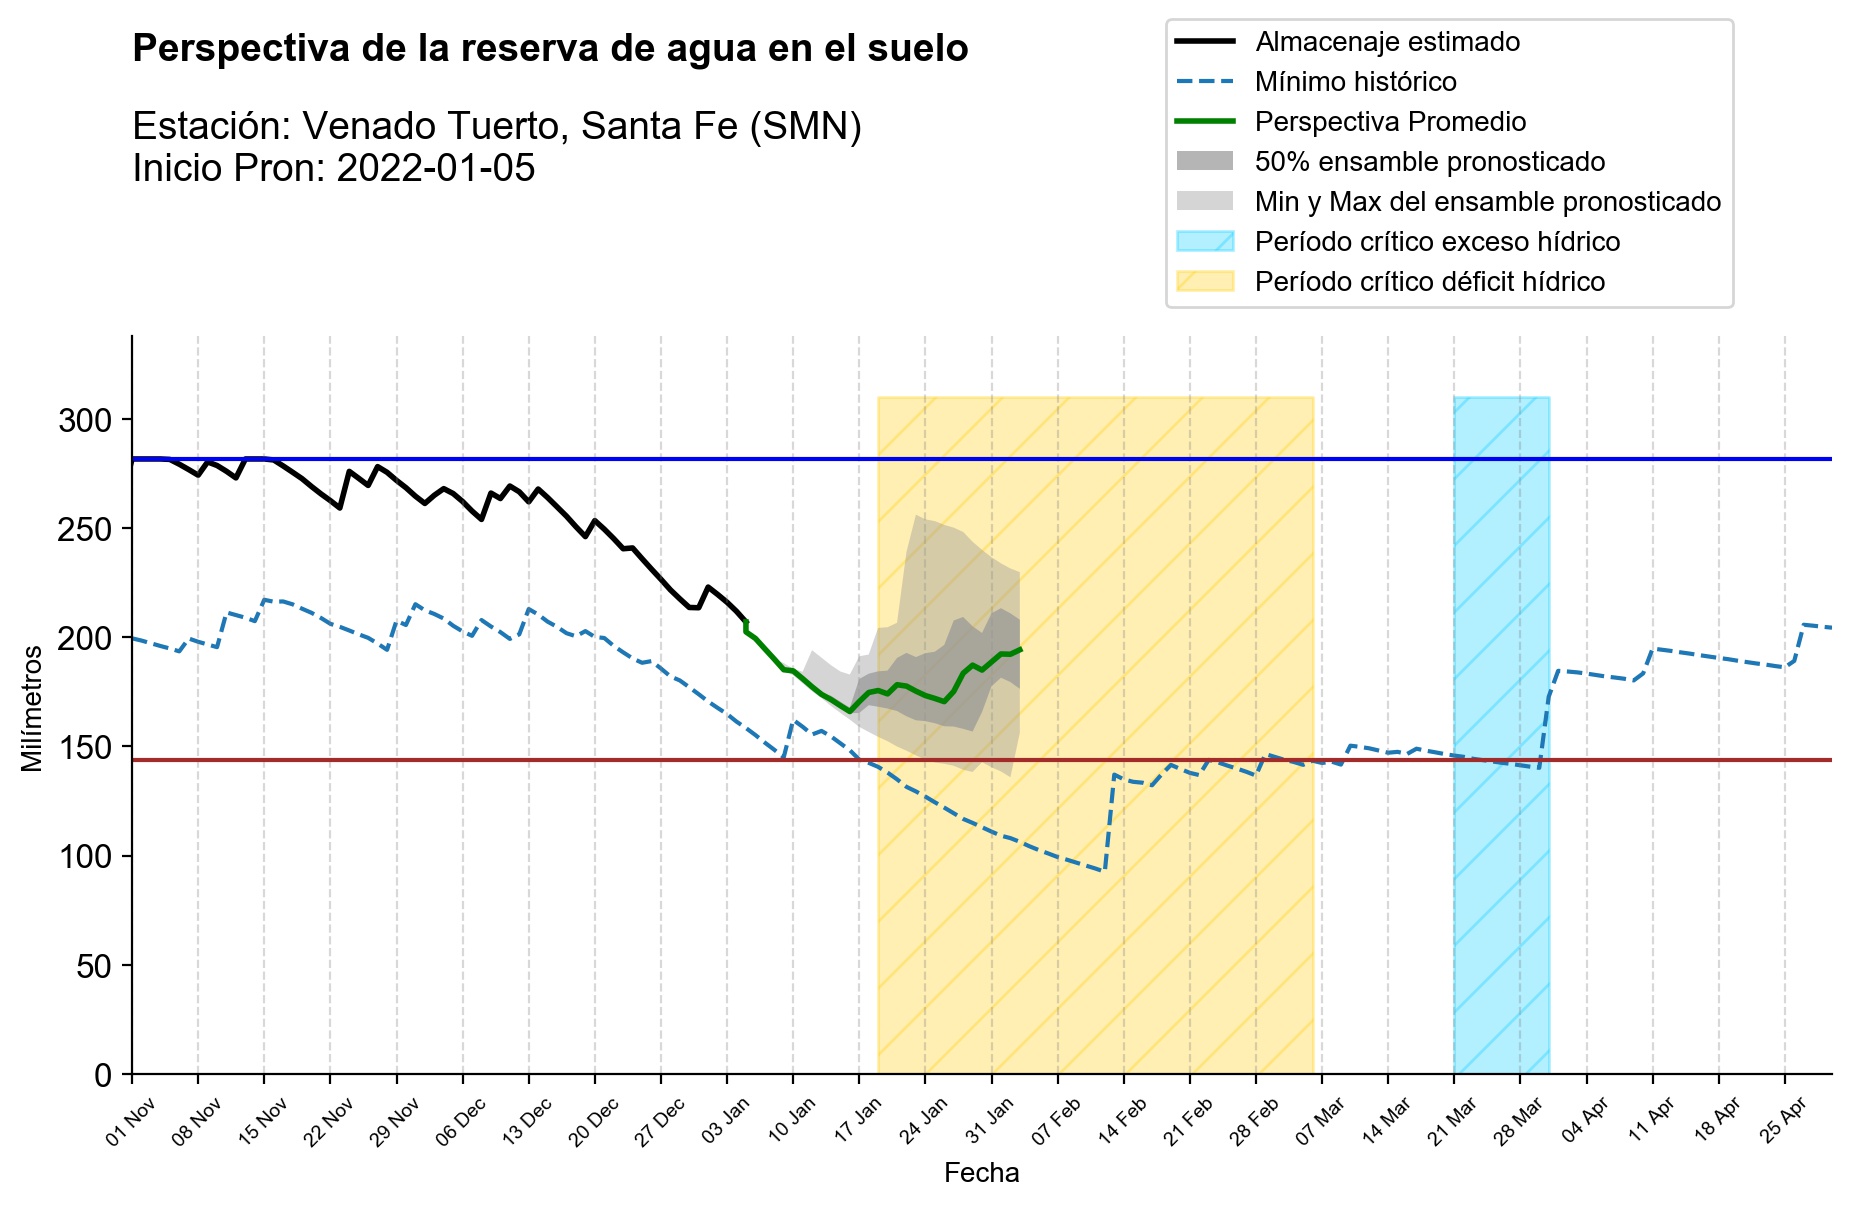 Perspectiva de la reserva de agua en el suelo
Estación: Venado Tuerto, Santa Fe (SMN)
Inicio Pron: 2022-01-05
Almacenaje estimado
Mínimo histórico
Perspectiva Promedio
50% ensamble pronosticado
Min y Max del ensamble pronosticado
Período crítico exceso hídrico
Período crítico déficit hídrico
Milímetros
300
250
200
150
100
50
0
01 Nov
08 Nov
15 Nov
22 Nov
29 Nov
06 Dec
13 Dec
20 Dec
27 Dec
03 Jan
10 Jan
17 Jan
24 Jan
31 Jan
07 Feb
14 Feb
21 Feb
28 Feb
07 Mar
14 Mar
21 Mar
28 Mar
04 Apr
11 Apr
18 Apr
25 Apr
Fecha